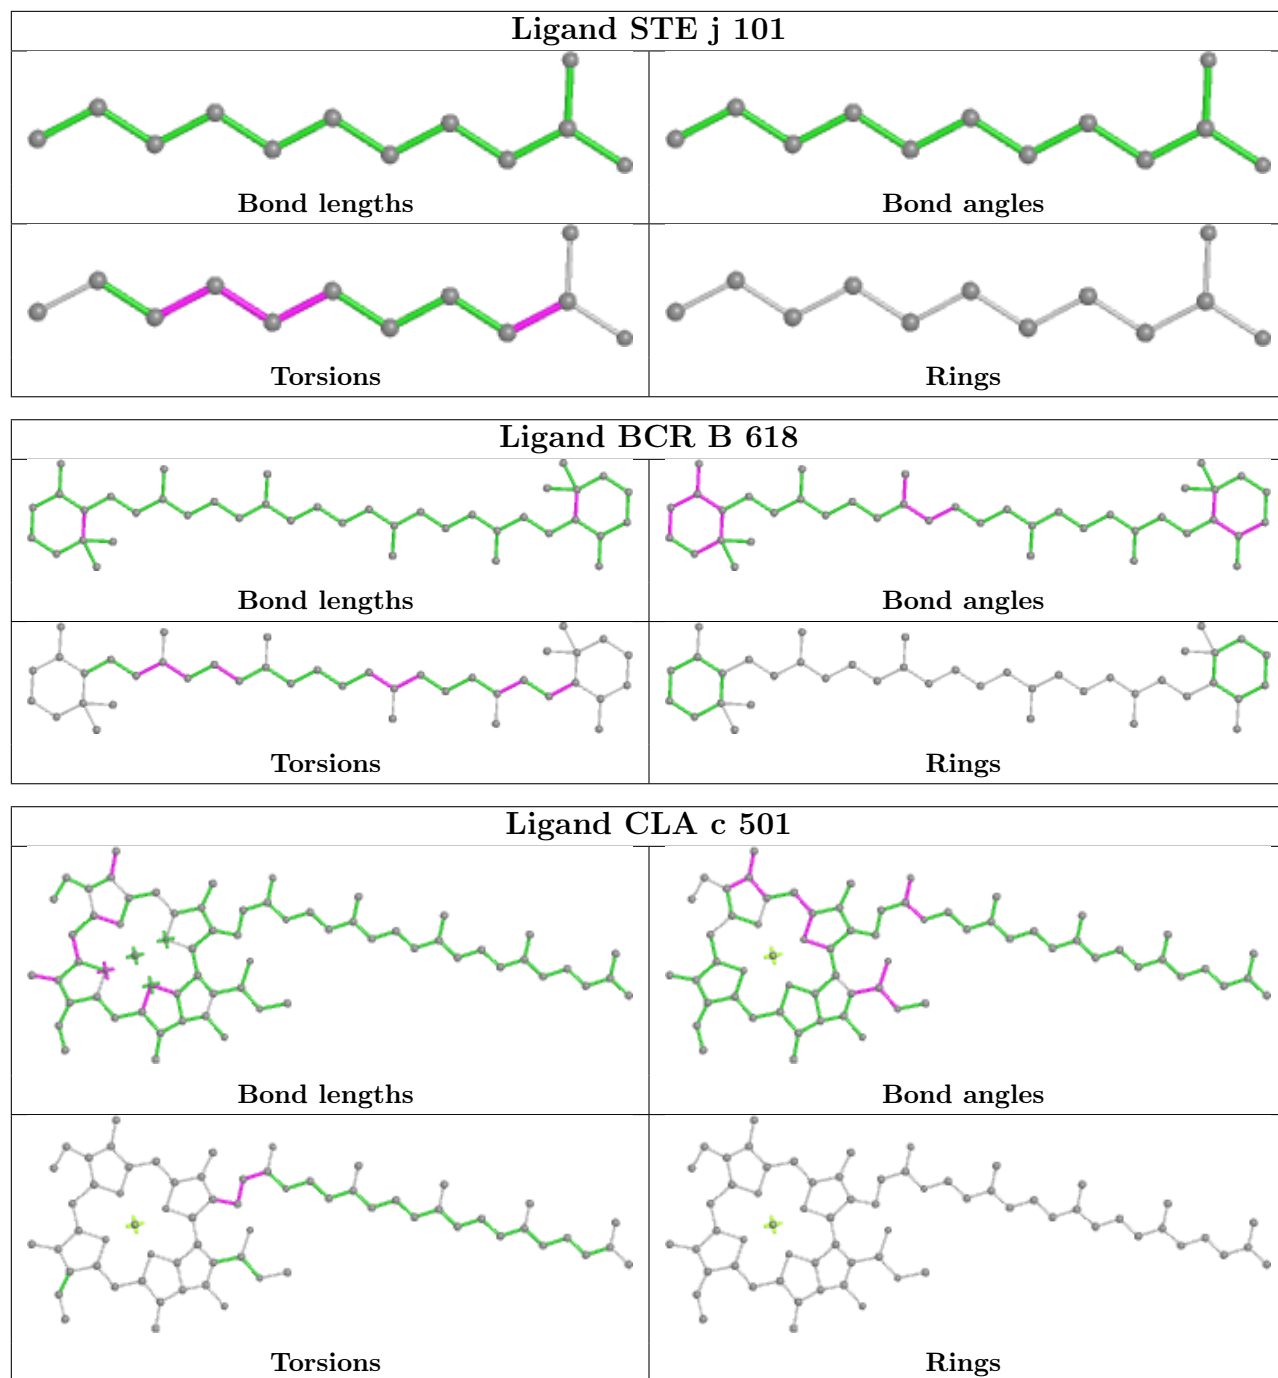 Ligand STE j 101
Bond lengths
Bond angles
Torsions
Rings
Ligand BCR B 618
Bond lengths
Bond angles
Torsions
Rings
Ligand CLA c 501
Bond lengths
Bond angles
Torsions
Rings